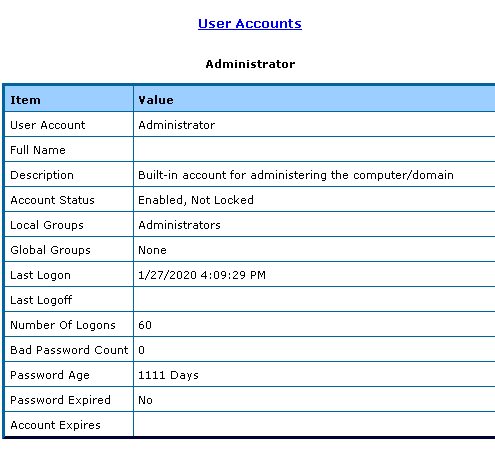 User Accounts
Administrator
Item Value
User Account Administrator
Full Name
Description Built-in account for administering the computer/domain
Account Status Enabled, Not Locked
Local Groups Administrators
Global Groups None
Last Logon 1/27/2020 4:09:29 PM
Last Logoff
Number Of Logons 60
Bad Password Count 0
Password Age 1111 Days
Password Expired No
Account Expires